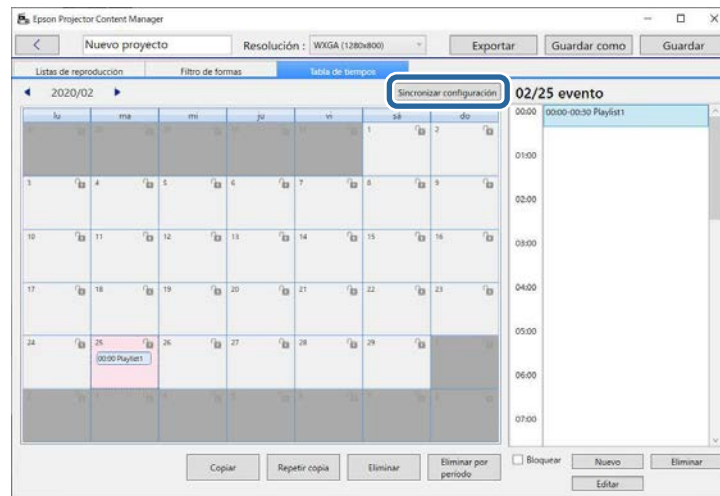 Epson Projector Content Manager
Nuevo proyecto
Resolución : WXGA (1280x800)
Exportar
Guardar como
Guardar
Listas de reproducción
Filtro de formas
Tabla de tiempos
2020/02
Sincronizar configuración
02/25 evento
lu ma mi ju vi sá do
1 2
3 4 5 6 7 8 9
10 11 12 13 14 15 16
17 18 19 20 21 22 23
24 25 26 27 28 29
00:00 Playlist1
00:00 00:00-00:30 Playlist1
01:00
02:00
03:00
04:00
05:00
06:00
07:00
Copiar
Repetir copia
Eliminar
Eliminar por
periodo
Bloquear
Nuevo
Eliminar
Editar